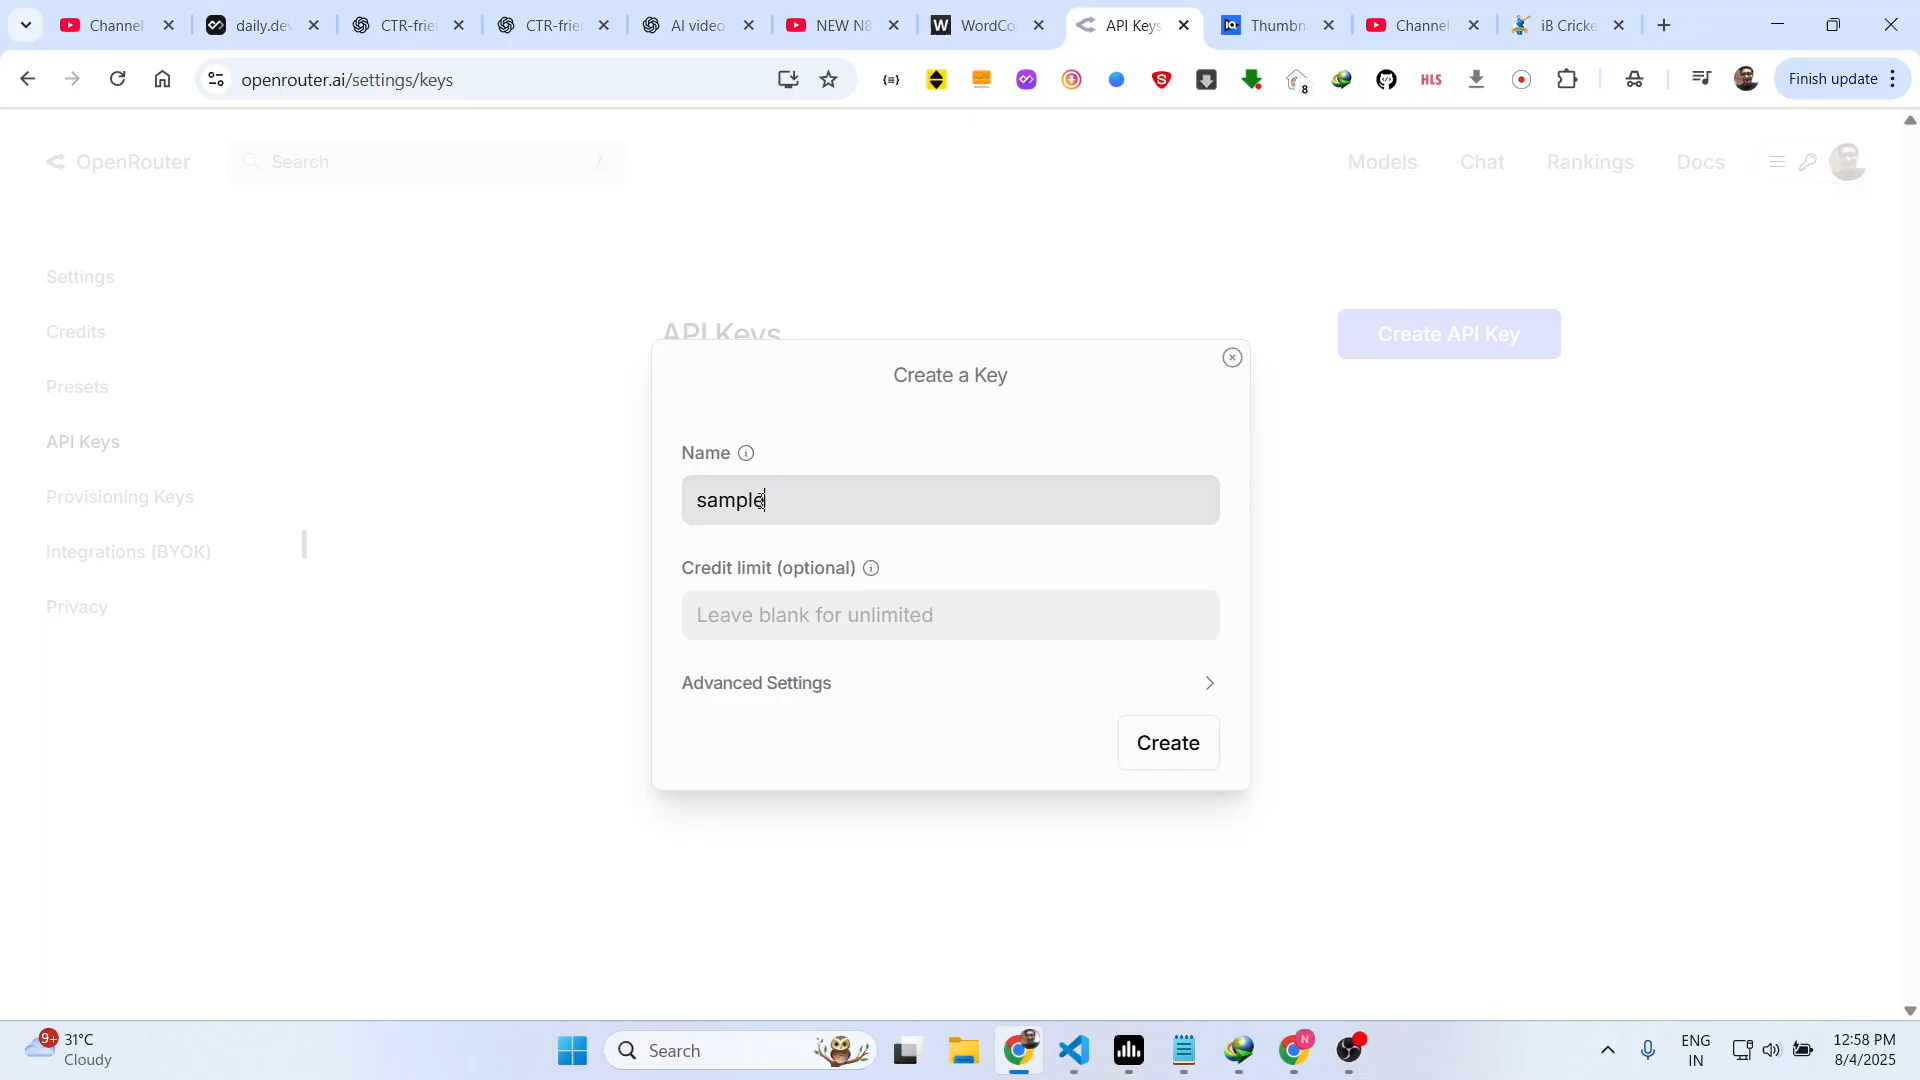 Channel
daily.dev
CTR-frie
CTR-frie
AI video
NEW N8
WordCo
API Keys
Thumbn
Channel
iB Cricke
openrouter.ai/settings/keys
8
HLS
Finish update
OpenRouter
Search
/
Models
Chat
Rankings
Docs
Settings
Credits
Presets
API Keys
Provisioning Keys
Integrations (BYOK)
Privacy
API Keys
Create API Key
Create a Key
Name
sample
Credit limit (optional)
Leave blank for unlimited
Advanced Settings
Create
9+
31°C
Cloudy
Search
N
ENG
IN
12:58 PM
8/4/2025